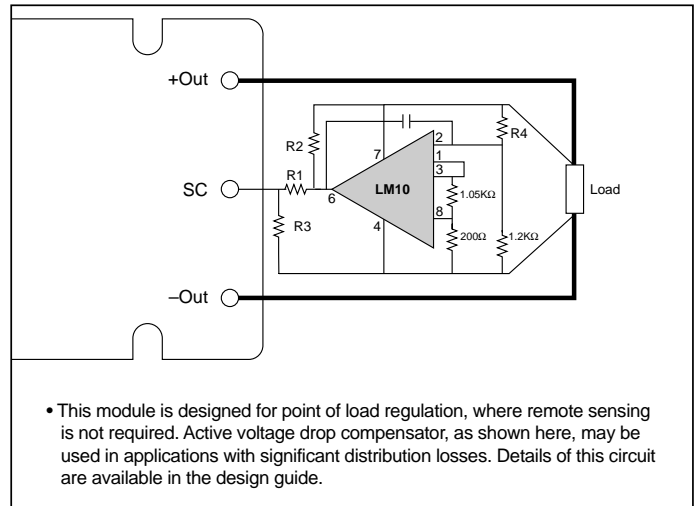 +Out
R2
7
2
R4
1
R1
3
SC
6
LM10
1.05KΩ
Load
8
R3
4
200Ω
1.2KΩ
–Out
• This module is designed for point of load regulation, where remote sensing
is not required. Active voltage drop compensator, as shown here, may be
used in applications with significant distribution losses. Details of this circuit
are available in the design guide.